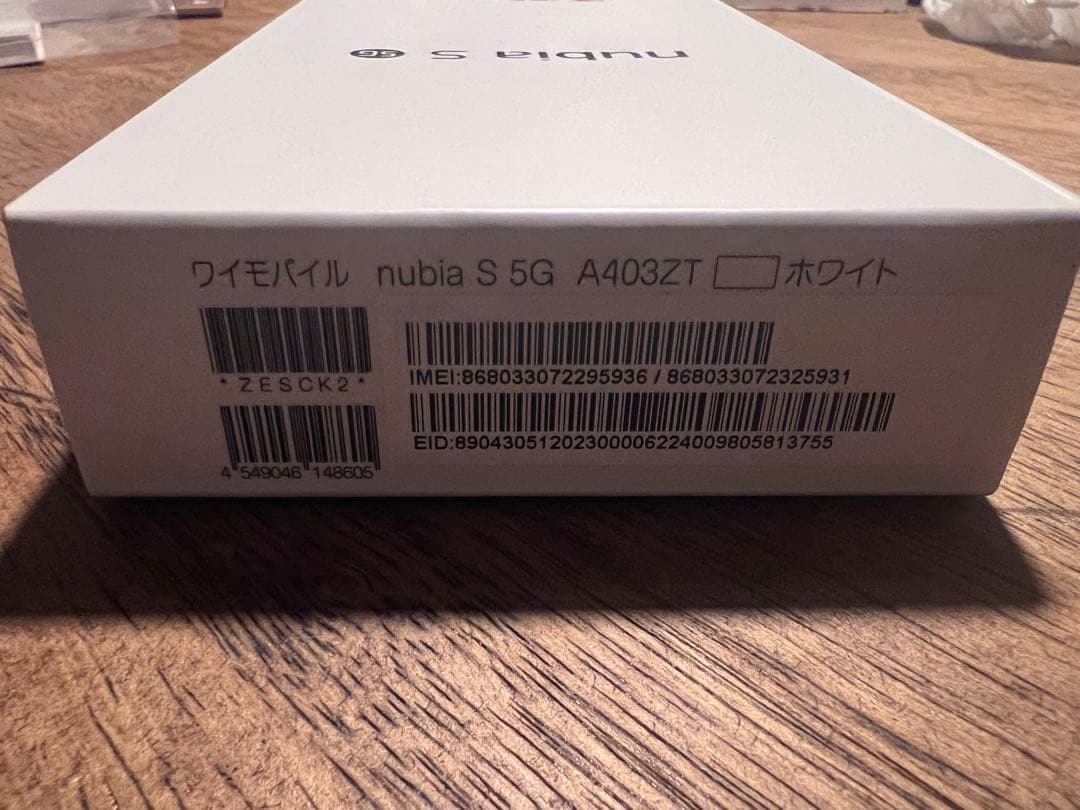 nubia S 5G
ワイモバイル nubia S 5G A403ZT ホワイト
*ZESCK2*
IMEI:868033072295936 / 868033072325931
EID:89043051202300006224009805813755
4 549046 148605